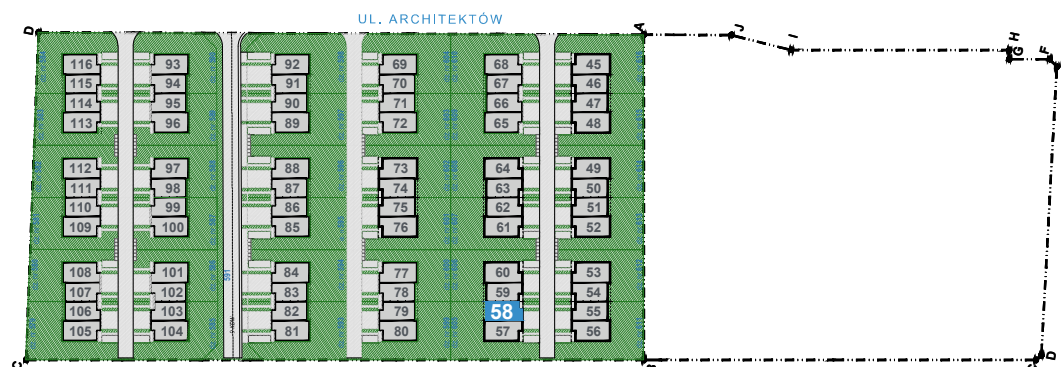 UL. ARCHITEKTÓW
D A J I H G F E
116 93 92 69 68 45
115 94 91 70 67 46
114 95 90 71 66 47
113 96 89 72 65 48
112 97 88 73 64 49
111 98 87 74 63 50
110 99 86 75 62 51
109 100 85 76 61 52
108 101 84 77 60 53
591
107 102 83 78 59 54
106 103 82 79 58 55
105 104 81 80 57 56
C B C D